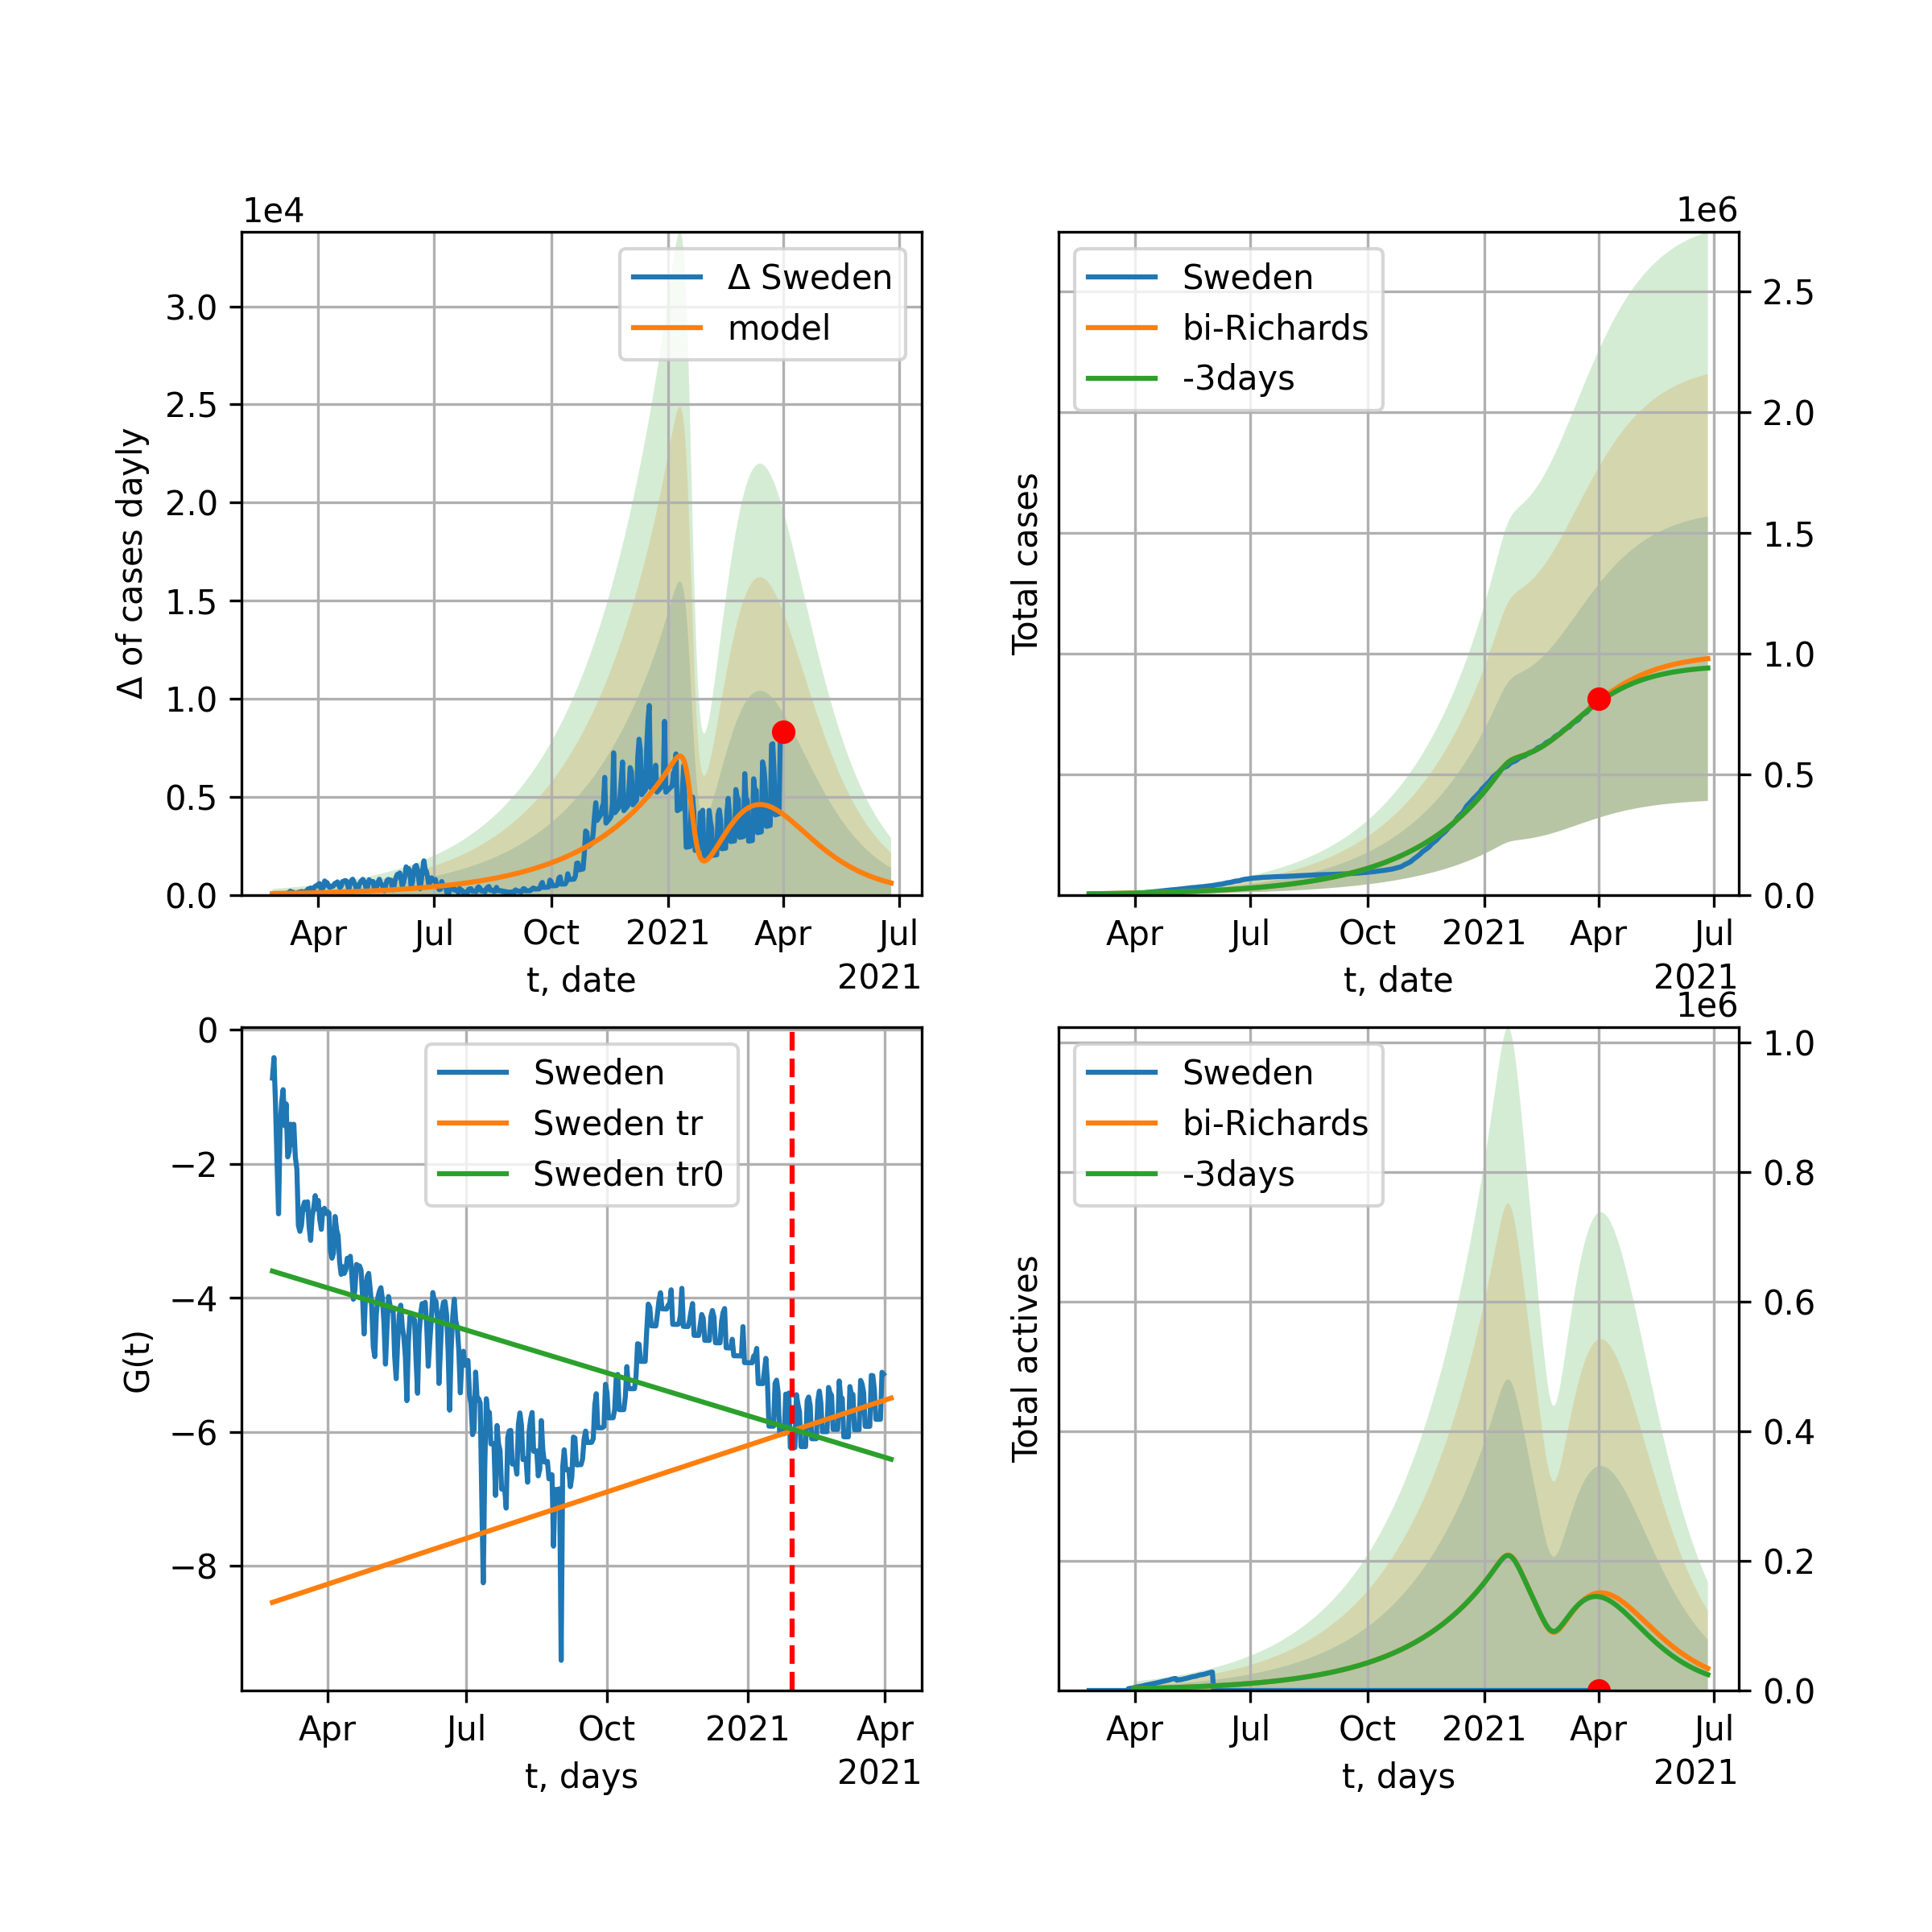 1e4
Δ of cases dayly
3.0
2.5
2.0
1.5
1.0
0.5
0.0
Δ Sweden
model
Apr
Jul
Oct
2021
Apr
Jul
2021
t, date
1e6
Total cases
Sweden
bi-Richards
-3days
2.5
2.0
1.5
1.0
0.5
0.0
Apr
Jul
Oct
2021
Apr
Jul
2021
t, date
G(t)
0
−2
−4
−6
−8
Sweden
Sweden tr
Sweden tr0
Apr
Jul
Oct
2021
Apr
2021
t, days
1e6
Total actives
Sweden
bi-Richards
-3days
1.0
0.8
0.6
0.4
0.2
0.0
Apr
Jul
Oct
2021
Apr
Jul
2021
t, days